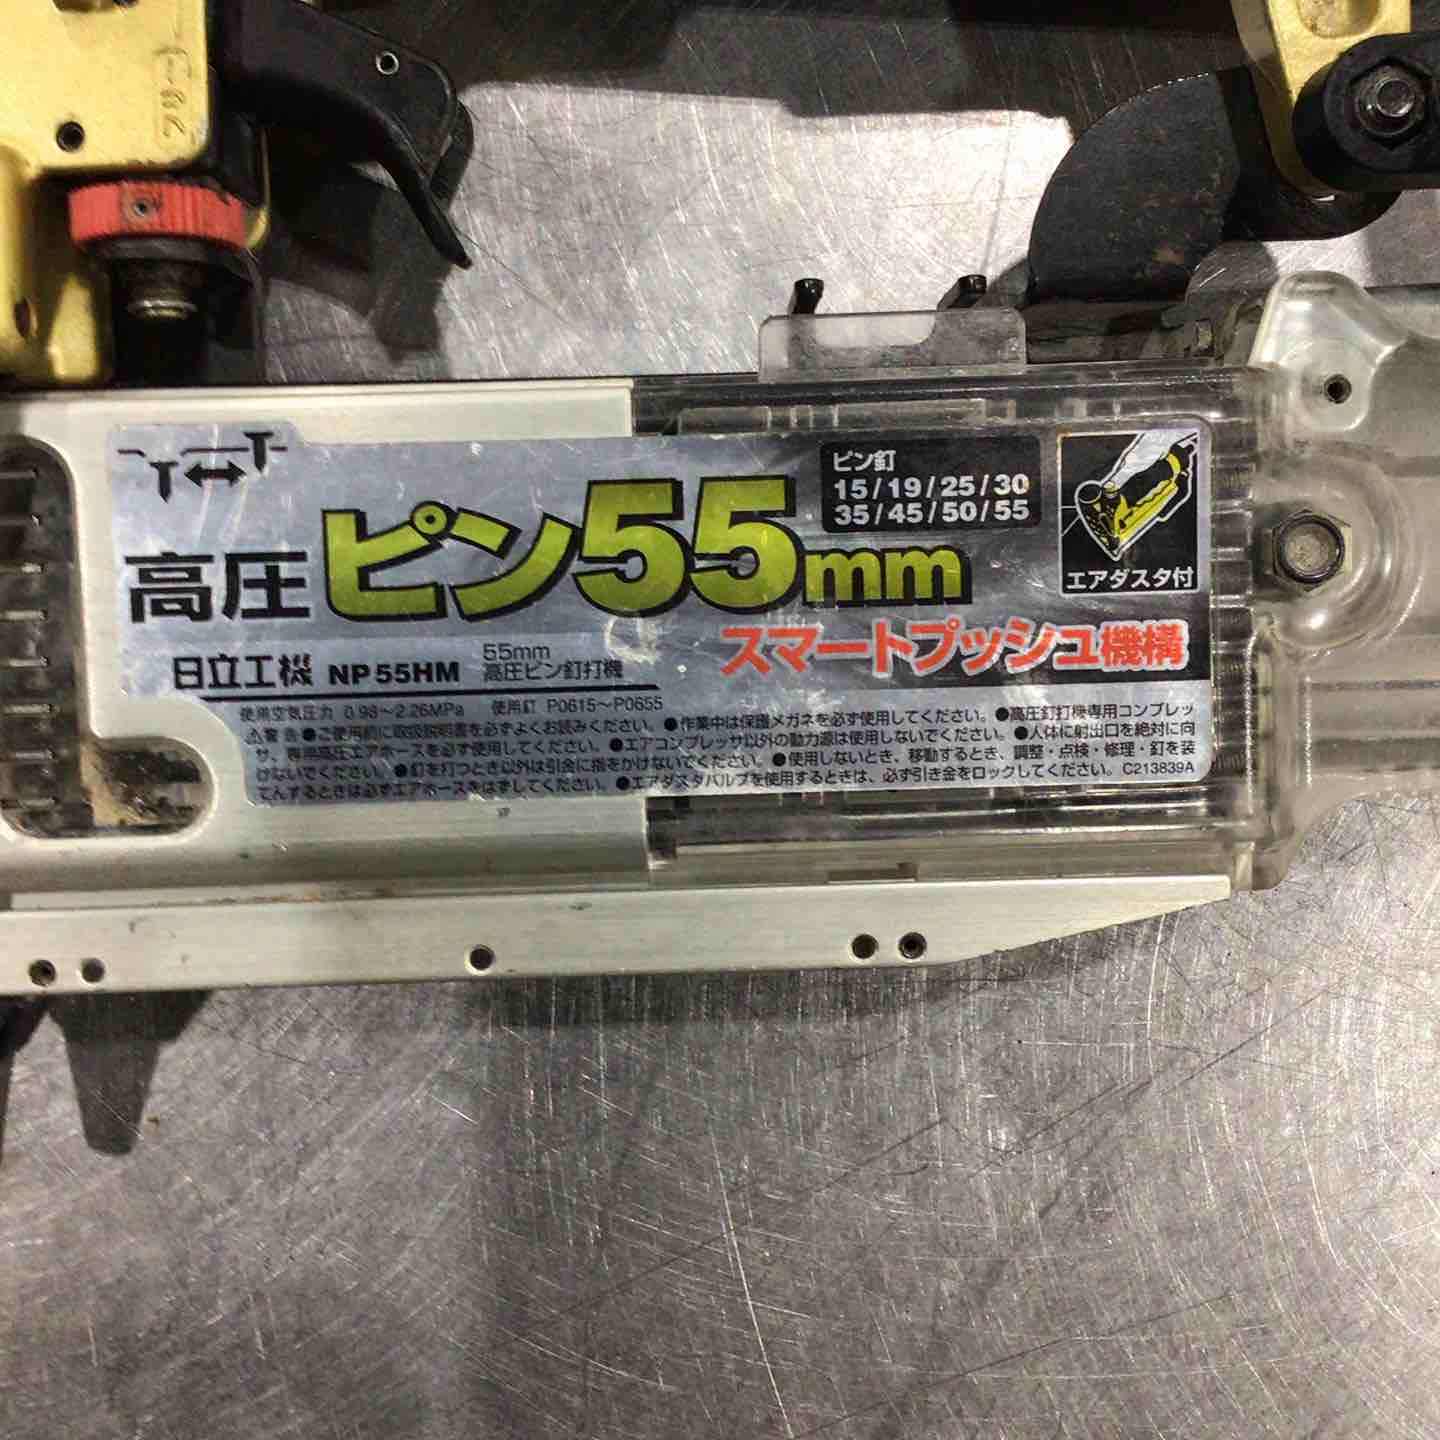 ピン釘
15/19/25/30
35/45/50/55
高圧 ピン55mm
エアダスタ付
スマートプッシュ機構
日立工機 NP55HM 55mm 高圧ピン釘打機
使用空気圧力 0.98〜2.26MPa 使用釘 P0615〜P0655
⚠警告 ●ご使用前に取扱説明書を必ずよくお読みください。●作業中は保護メガネを必ず使用してください。●高圧釘打機専用コンプレッ
サ、専用高圧エアホースを必ず使用してください。●エアコンプレッサ以外の動力源は使用しないでください。●人体に射出口を絶対に向
けないでください。●釘を打つとき以外は引金に指をかけないでください。●使用しないとき、移動するとき、調整・点検・修理・釘を装
てんするときは必ずエアホースをはずしてください。●エアダスタバルブを使用するときは、必ず引き金をロックしてください。C213839A